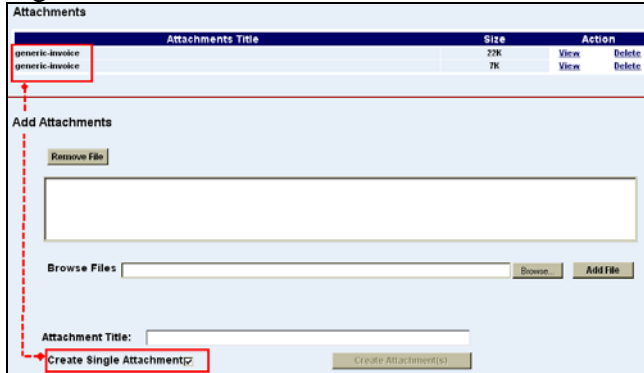 Attachments
Attachments Title Size Action
generic-invoice 22K View Delete
generic-invoice 7K View Delete
Add Attachments
Remove File
Browse Files Browse... Add File
Attachment Title:
Create Single Attachment Create Attachment(s)